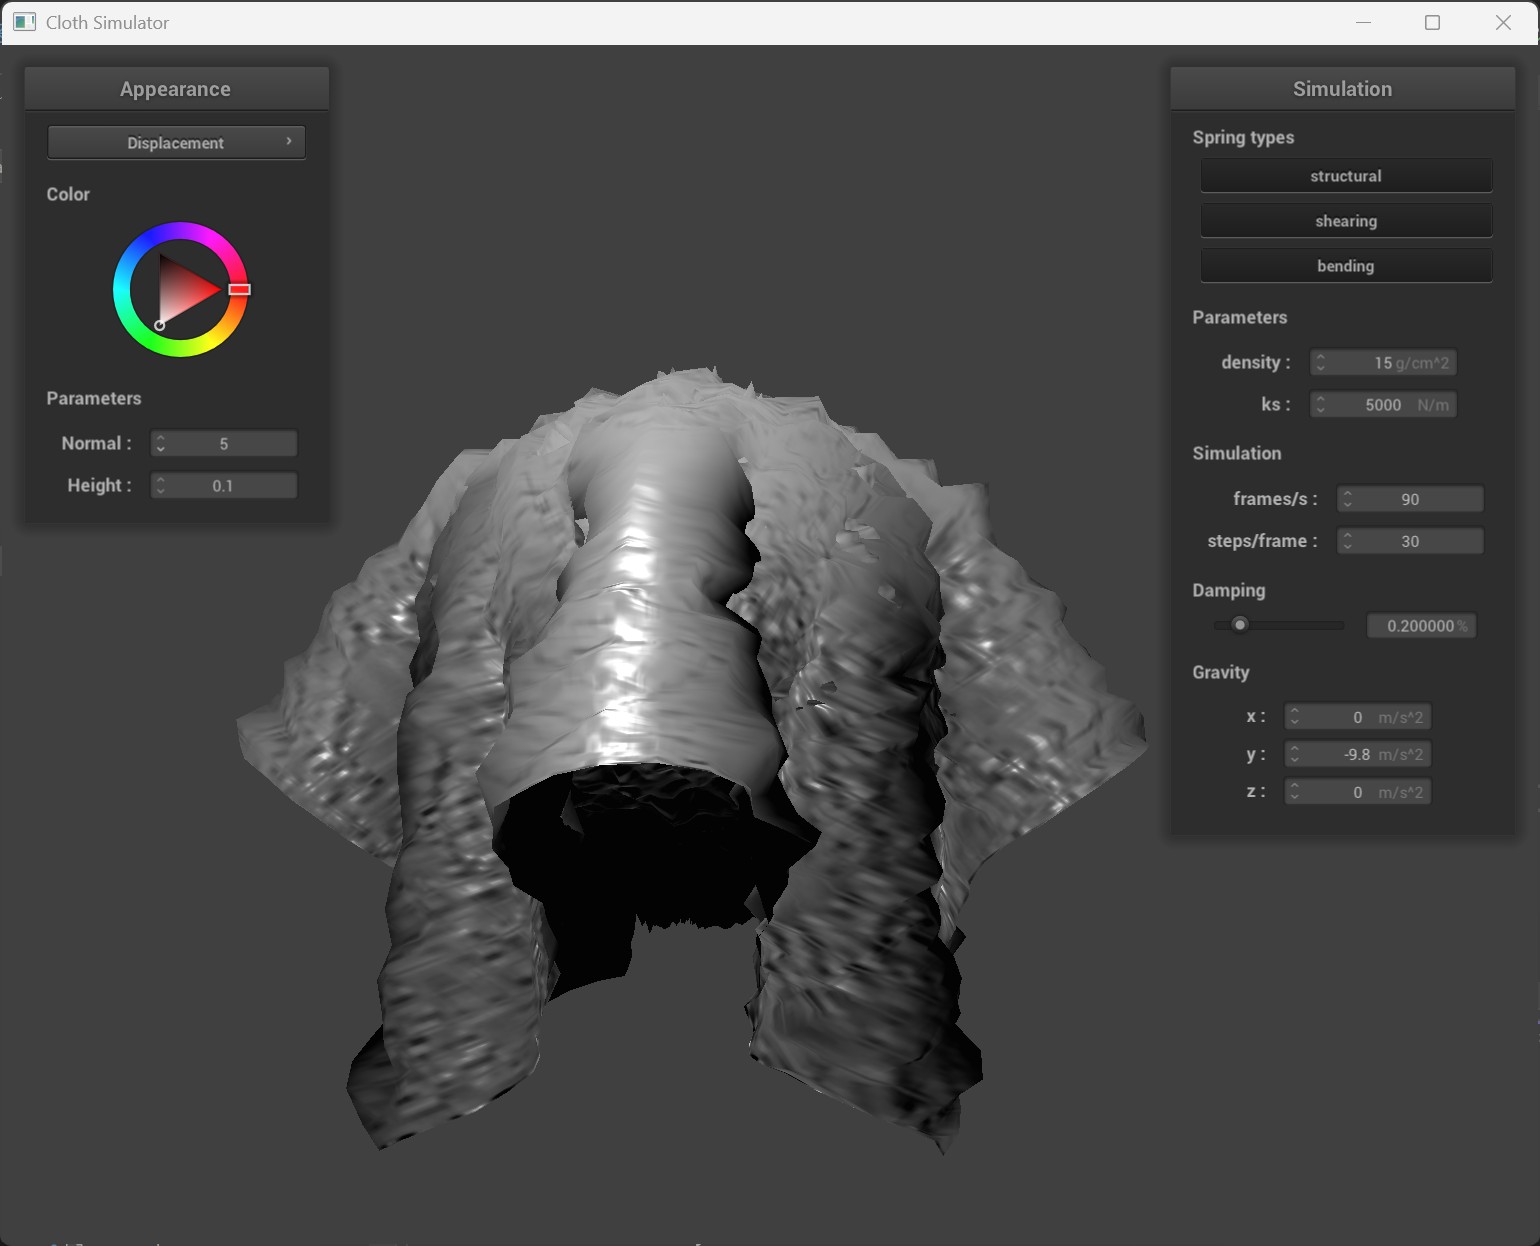 Cloth Simulator
Appearance
Displacement
Color
Parameters
Normal : 5
Height : 0.1
Simulation
Spring types
structural
shearing
bending
Parameters
density : 15 g/cm^2
ks : 5000 N/m
Simulation
frames/s : 90
steps/frame : 30
Damping
0.200000 %
Gravity
x : 0 m/s^2
y : -9.8 m/s^2
z : 0 m/s^2